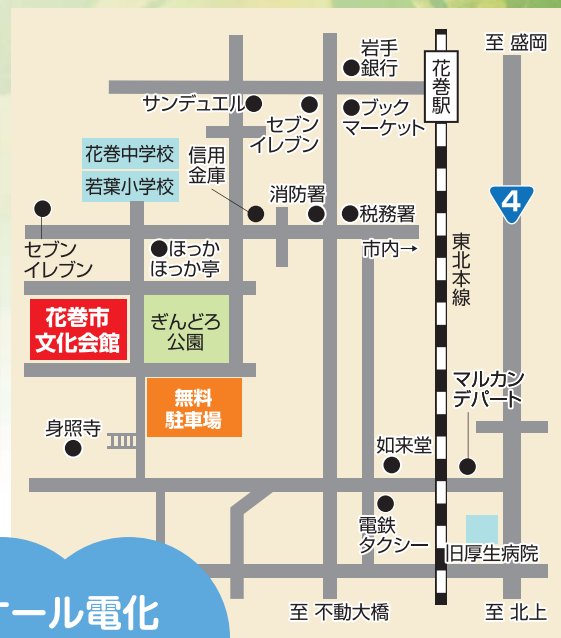 岩手
銀行
花巻駅
至 盛岡
サンデュエル
セブン
イレブン
ブック
マーケット
花巻中学校
若葉小学校
信用
金庫
消防署
税務署
4
セブン
イレブン
ほっか
ほっか亭
市内→
東北本線
花巻市
文化会館
ぎんどろ
公園
無料
駐車場
マルカン
デパート
身照寺
如来堂
電鉄
タクシー
旧厚生病院
ール電化
至 不動大橋
至 北上